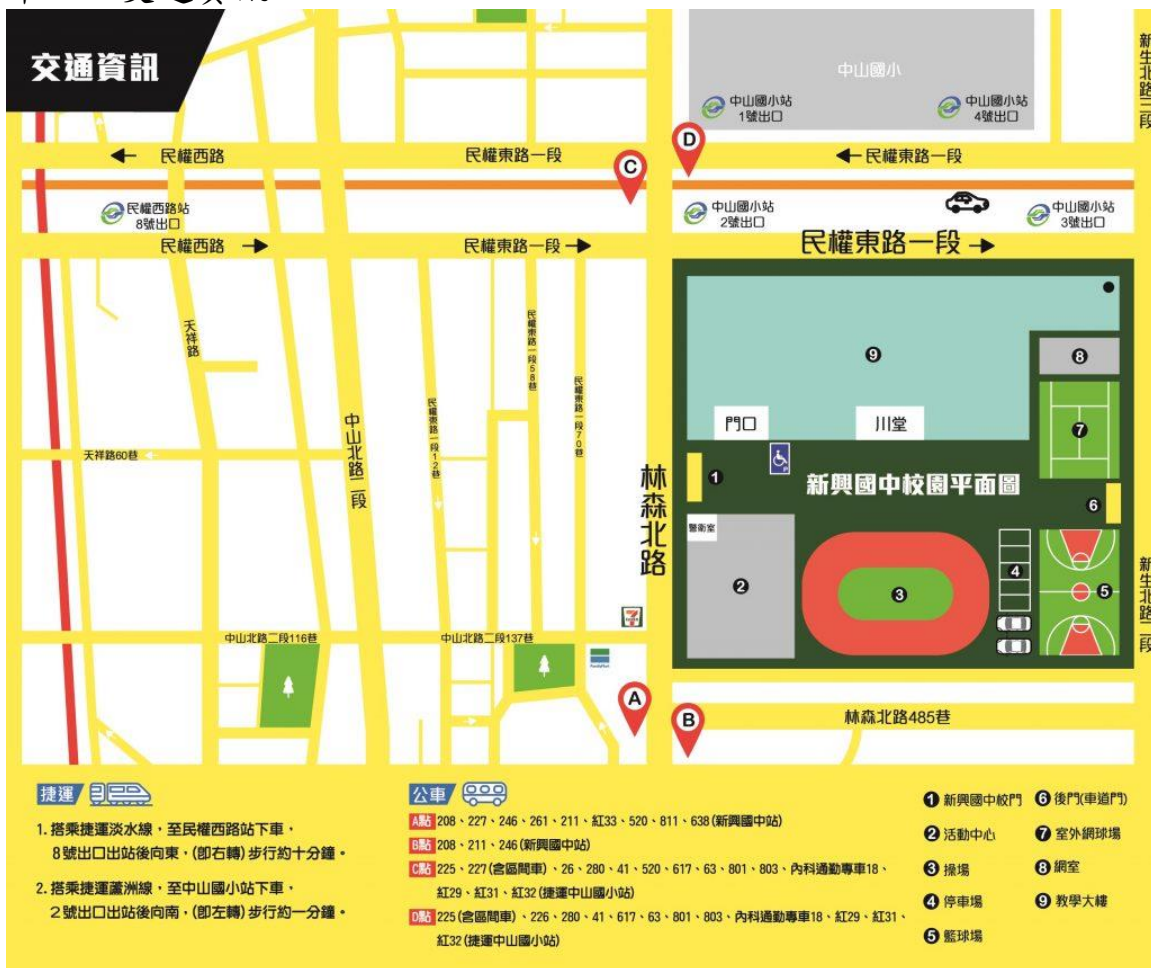 交通資訊
中山國小
中山國小站
1號出口
中山國小站
4號出口
新生北路三段
D
民權西路
民權東路一段
C
民權東路一段
民權西路站
8號出口
中山國小站
2號出口
中山國小站
3號出口
民權西路
民權東路一段
民權東路一段
天祥路
民權東路一段58巷
民權東路一段70巷
民權東路一段12巷
中山北路二段
天祥路60巷
林森北路
9
8
7
門口
川堂
1
新興國中校園平面圖
6
警衛室
2
3
4
5
新生北路二段
7
中山北路二段116巷
中山北路二段137巷
FamilyMart
A
B
林森北路485巷
捷運
1. 搭乘捷運淡水線,至民權西路站下車,
8號出口出站後向東,(即右轉)步行約十分鐘。
2. 搭乘捷運蘆洲線,至中山國小站下車,
2號出口出站後向南,(即左轉)步行約一分鐘。
公車
A點 208、227、246、261、211、紅33、520、811、638(新興國中站)
B點 208、211、246(新興國中站)
C點 225、227(含區間車)、26、280、41、520、617、63、801、803、內科通勤專車18、
紅29、紅31、紅32(捷運中山國小站)
D點 225(含區間車)、226、280、41、617、63、801、803、內科通勤專車18、紅29、紅31、
紅32(捷運中山國小站)
1 新興國中校門
2 活動中心
3 操場
4 停車場
5 籃球場
6 後門(車道門)
7 室外網球場
8 網室
9 教學大樓